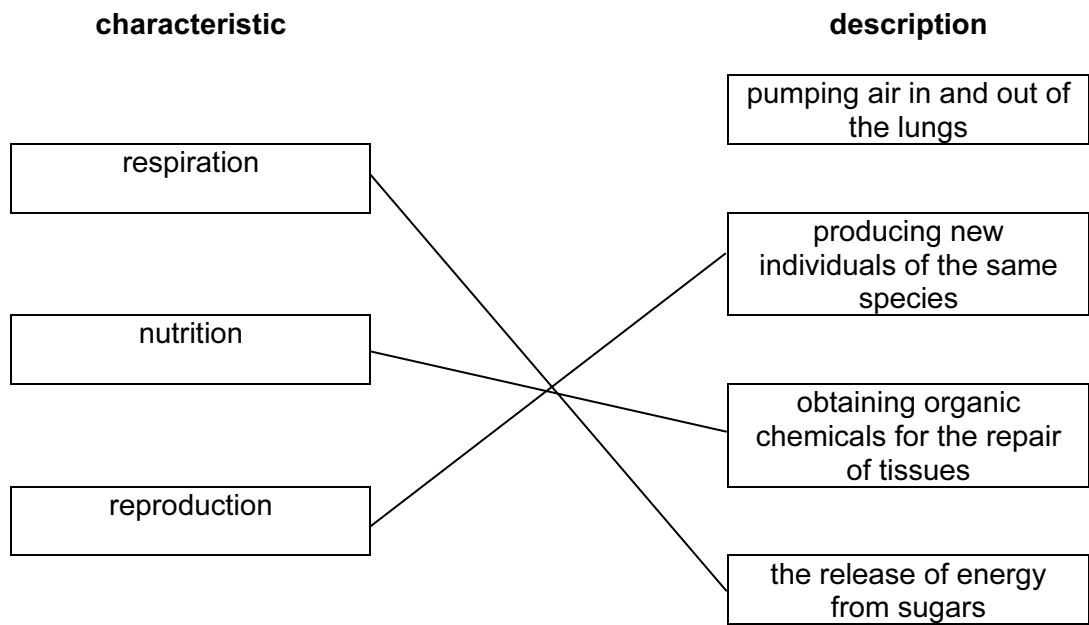 characteristic
description
respiration
nutrition
reproduction
pumping air in and out of
the lungs
producing new
individuals of the same
species
obtaining organic
chemicals for the repair
of tissues
the release of energy
from sugars